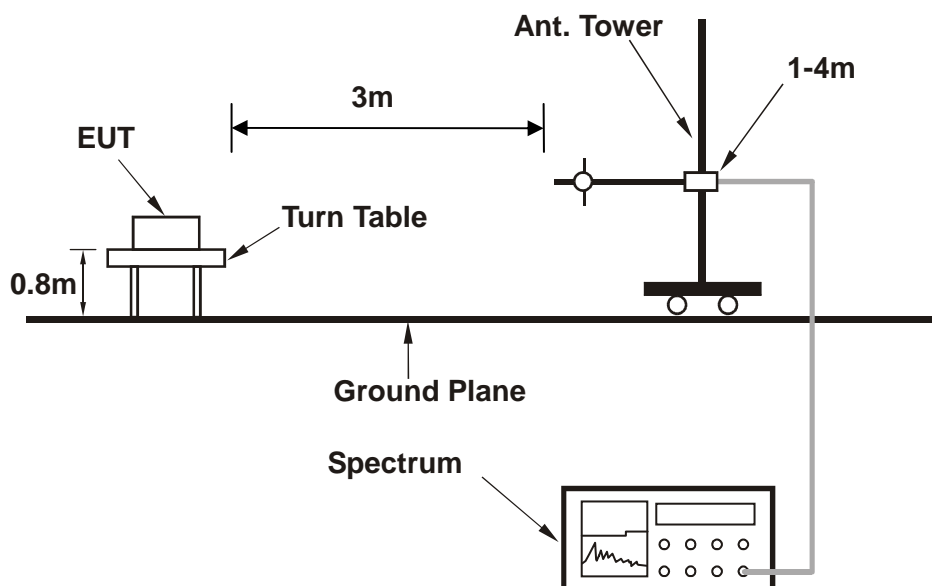 Ant. Tower
1-4m
3m
EUT
Turn Table
0.8m
Ground Plane
Spectrum